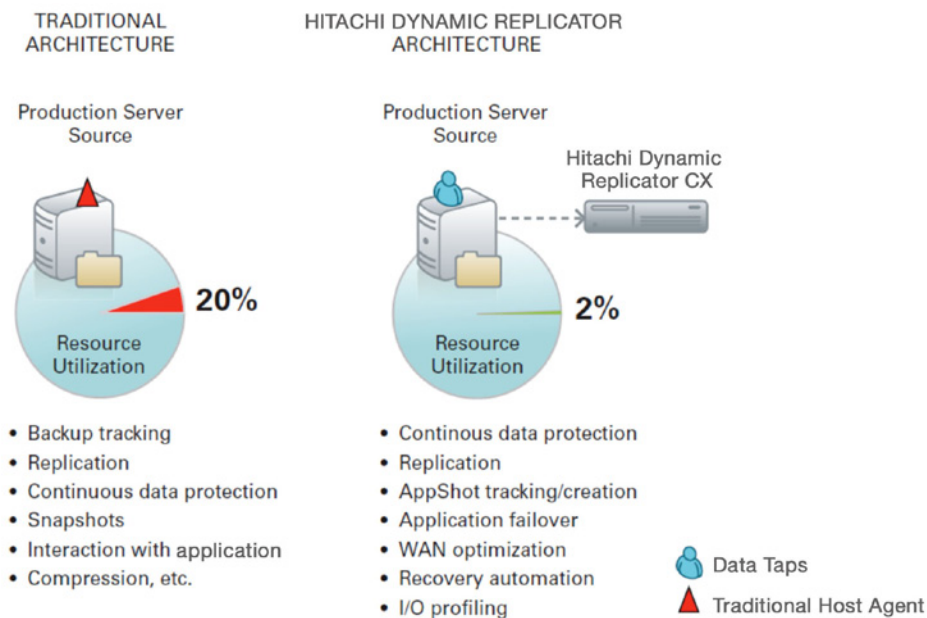 TRADITIONAL
ARCHITECTURE
Production Server
Source
20%
Resource
Utilization
• Backup tracking
• Replication
• Continuous data protection
• Snapshots
• Interaction with application
• Compression, etc.
HITACHI DYNAMIC REPLICATOR
ARCHITECTURE
Production Server
Source
Hitachi Dynamic
Replicator CX
2%
Resource
Utilization
• Continous data protection
• Replication
• AppShot tracking/creation
• Application failover
• WAN optimization
• Recovery automation
• I/O profiling
Data Taps
Traditional Host Agent